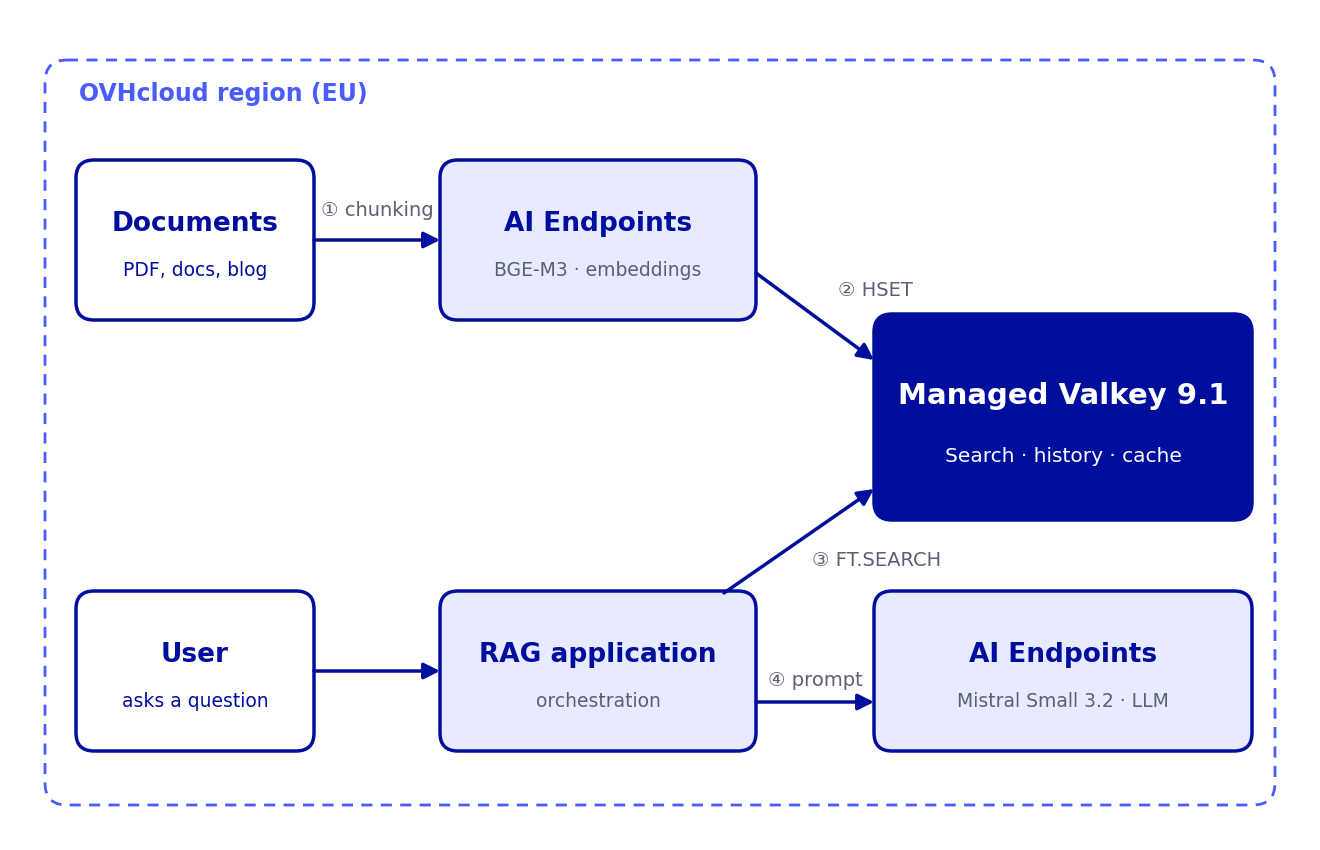 OVHcloud region (EU)
Documents
PDF, docs, blog
① chunking
AI Endpoints
BGE-M3 · embeddings
② HSET
Managed Valkey 9.1
Search · history · cache
③ FT.SEARCH
User
asks a question
RAG application
orchestration
④ prompt
AI Endpoints
Mistral Small 3.2 · LLM